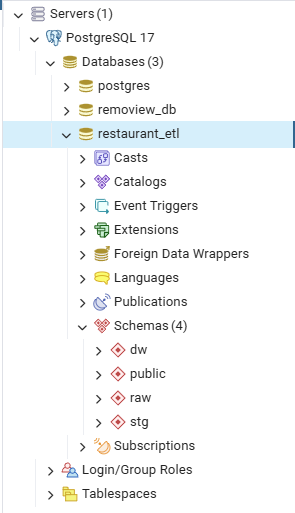 Servers (1)
PostgreSQL 17
Databases (3)
postgres
remoview_db
restaurant_etl
Casts
Catalogs
Event Triggers
Extensions
Foreign Data Wrappers
Languages
Publications
Schemas (4)
dw
public
raw
stg
Subscriptions
Login/Group Roles
Tablespaces